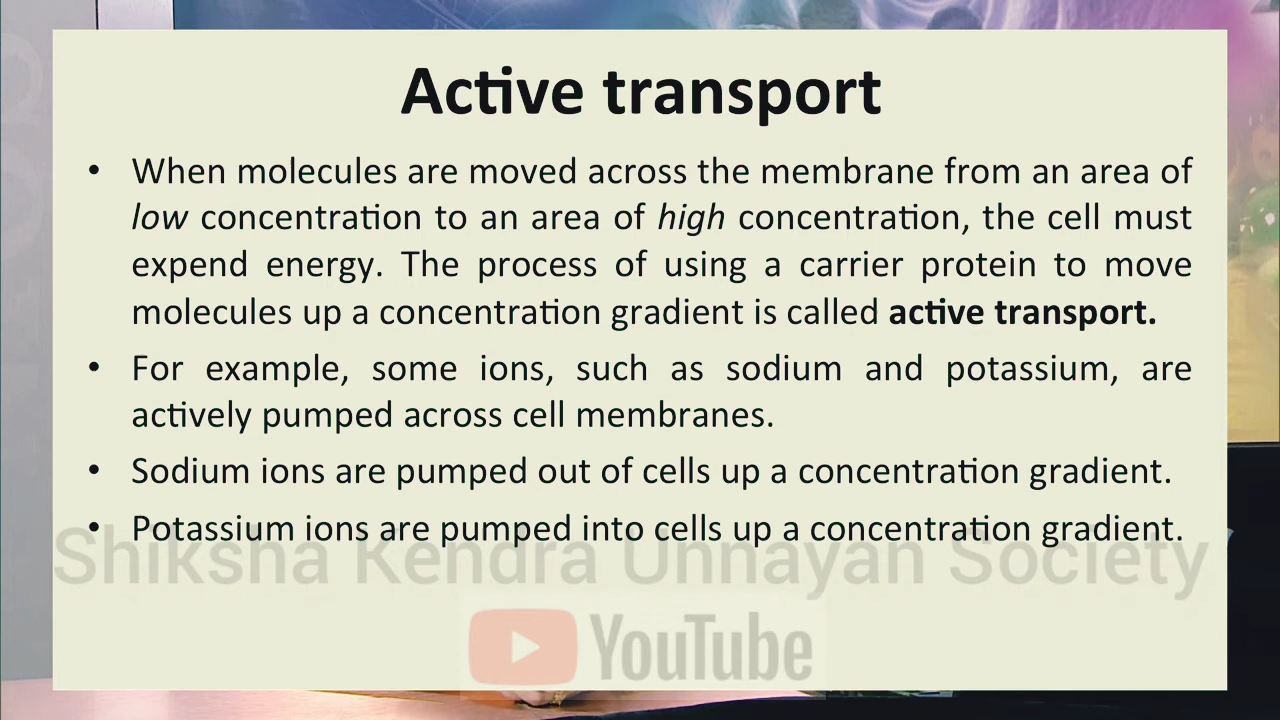 Active transport
• When molecules are moved across the membrane from an area of
low concentration to an area of high concentration, the cell must
expend energy. The process of using a carrier protein to move
molecules up a concentration gradient is called active transport.
• For example, some ions, such as sodium and potassium, are
actively pumped across cell membranes.
• Sodium ions are pumped out of cells up a concentration gradient.
• Potassium ions are pumped into cells up a concentration gradient.
Shiksha Kendra Unnayan Society
YouTube